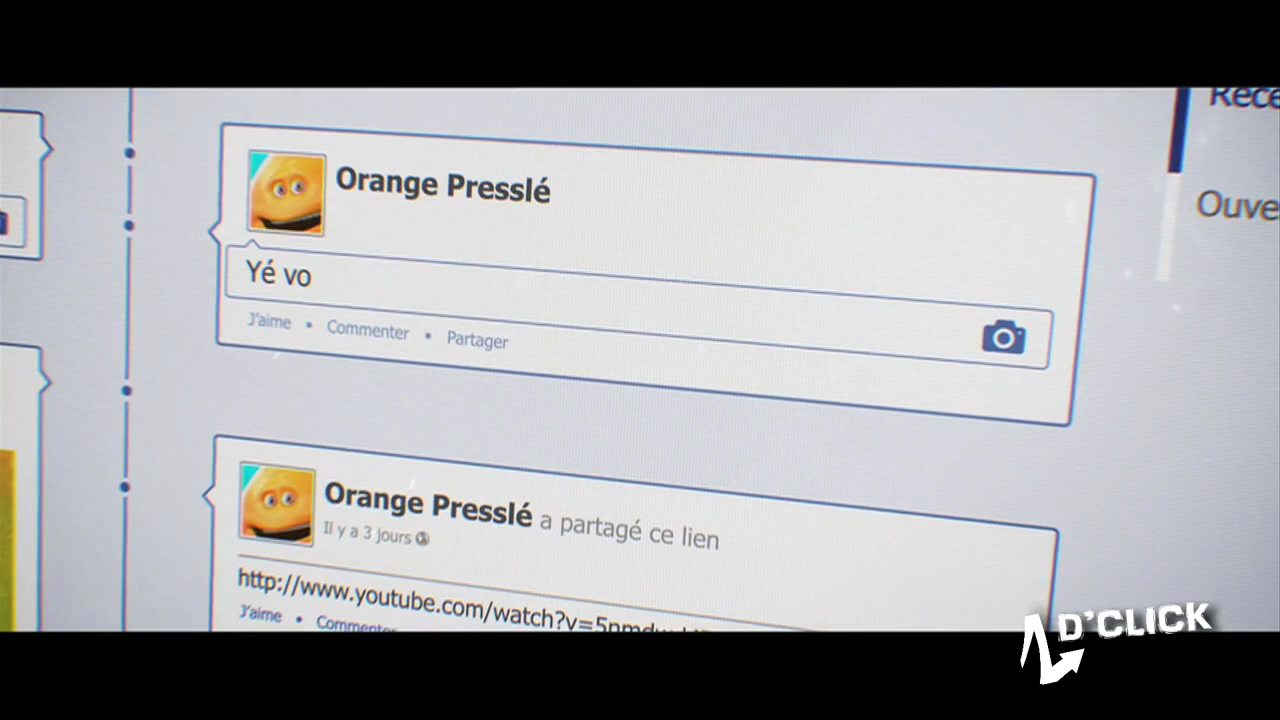 Rece
Ouve
Orange Presslé
Yé vo
J'aime • Commenter • Partager
Orange Presslé a partagé ce lien
Il y a 3 jours
http://www.youtube.com/watch?v=5nmd
J'aime • Commenter
D'CLICK